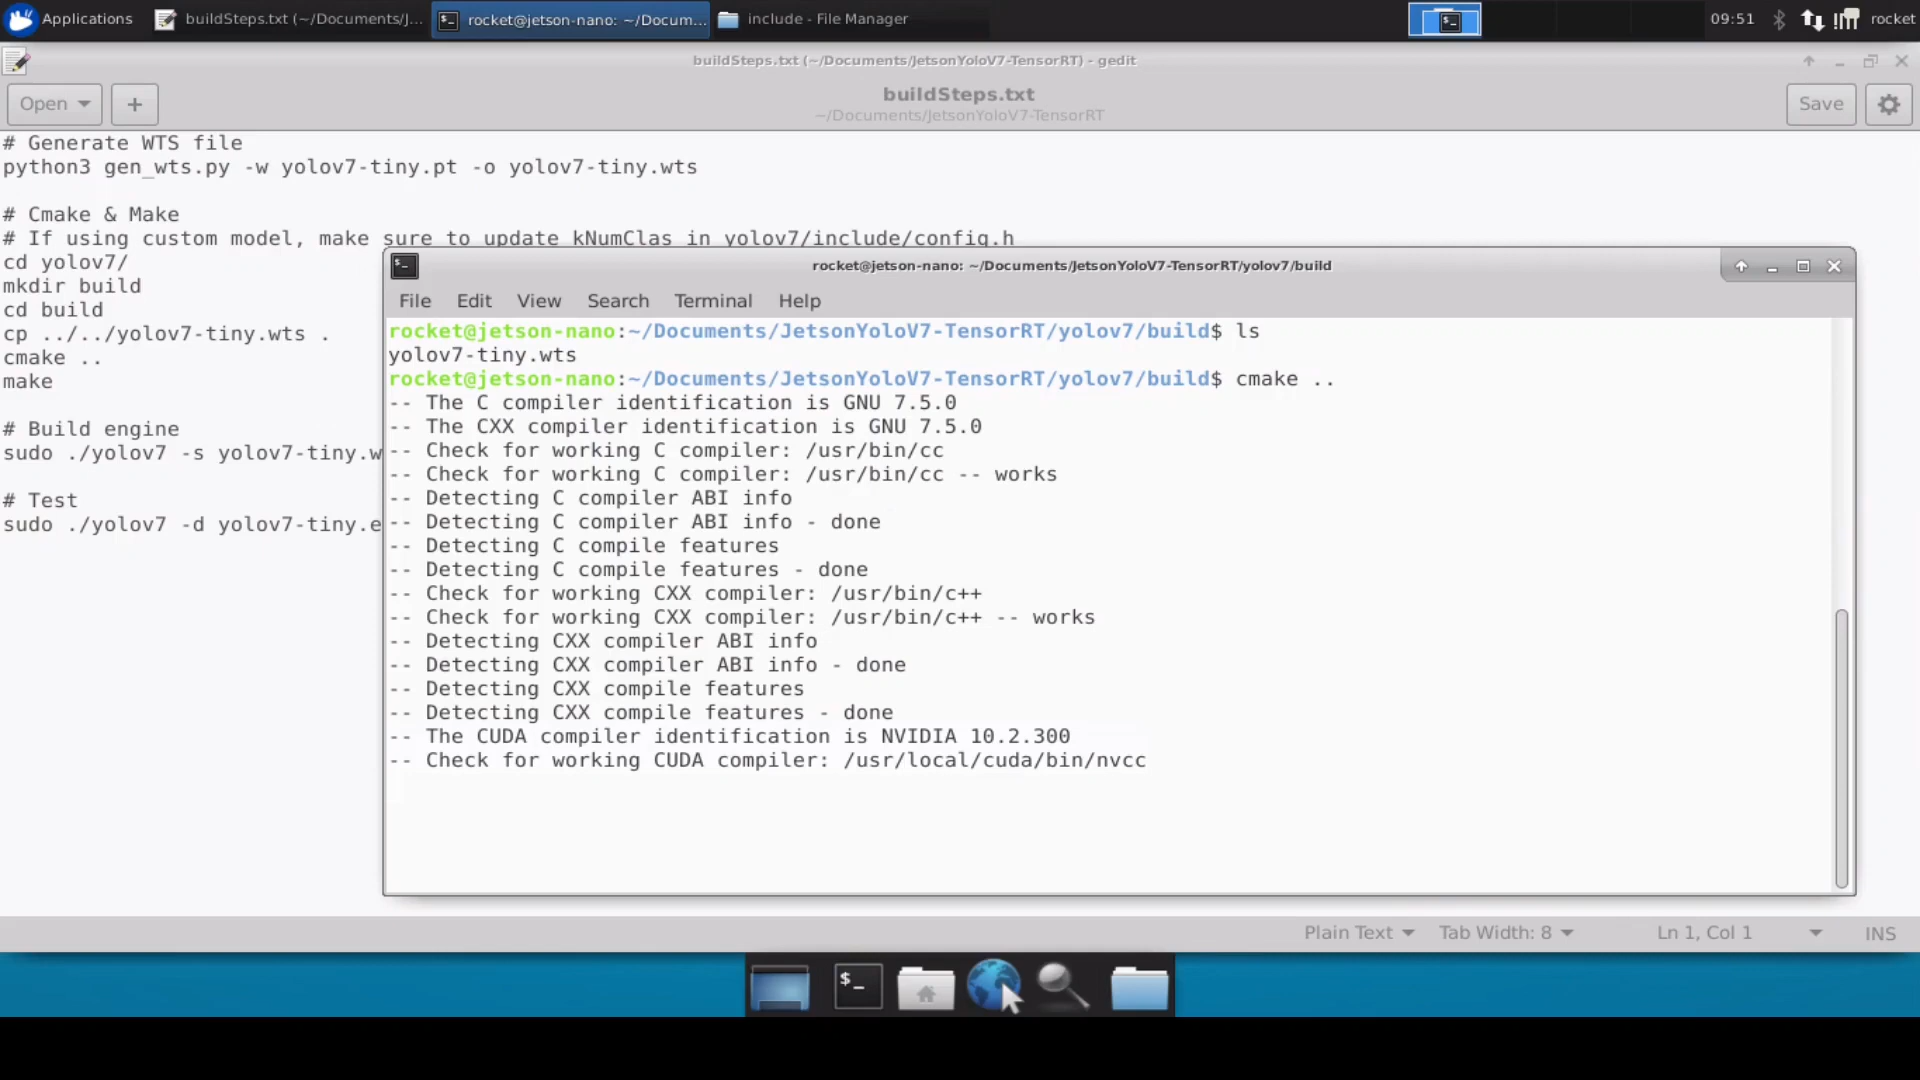 Applications
buildSteps.txt (~/Documents/J...
rocket@jetson-nano: ~/Docum...
include - File Manager
09:51
rocket
buildSteps.txt (~/Documents/JetsonYoloV7-TensorRT) - gedit
Open
+
buildSteps.txt
~/Documents/JetsonYoloV7-TensorRT
Save
# Generate WTS file
python3 gen_wts.py -w yolov7-tiny.pt -o yolov7-tiny.wts
# Cmake & Make
# If using custom model, make sure to update kNumClas in yolov7/include/config.h
cd yolov7/
mkdir build
cd build
cp ../../yolov7-tiny.wts .
cmake ..
make
# Build engine
sudo ./yolov7 -s yolov7-tiny.w
# Test
sudo ./yolov7 -d yolov7-tiny.e
rocket@jetson-nano: ~/Documents/JetsonYoloV7-TensorRT/yolov7/build
File Edit View Search Terminal Help
rocket@jetson-nano:~/Documents/JetsonYoloV7-TensorRT/yolov7/build$ ls
yolov7-tiny.wts
rocket@jetson-nano:~/Documents/JetsonYoloV7-TensorRT/yolov7/build$ cmake ..
-- The C compiler identification is GNU 7.5.0
-- The CXX compiler identification is GNU 7.5.0
-- Check for working C compiler: /usr/bin/cc
-- Check for working C compiler: /usr/bin/cc -- works
-- Detecting C compiler ABI info
-- Detecting C compiler ABI info - done
-- Detecting C compile features
-- Detecting C compile features - done
-- Check for working CXX compiler: /usr/bin/c++
-- Check for working CXX compiler: /usr/bin/c++ -- works
-- Detecting CXX compiler ABI info
-- Detecting CXX compiler ABI info - done
-- Detecting CXX compile features
-- Detecting CXX compile features - done
-- The CUDA compiler identification is NVIDIA 10.2.300
-- Check for working CUDA compiler: /usr/local/cuda/bin/nvcc
Plain Text
Tab Width: 8
Ln 1, Col 1
INS
$_